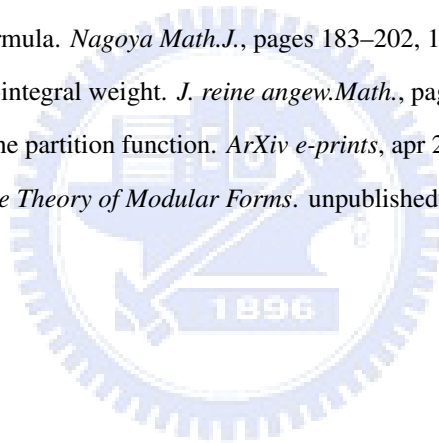 rmula. Nagoya Math.J., pages 183–202, 1
integral weight. J. reine angew.Math., pag
ne partition function. ArXiv e-prints, apr 2
e Theory of Modular Forms. unpublished
1896